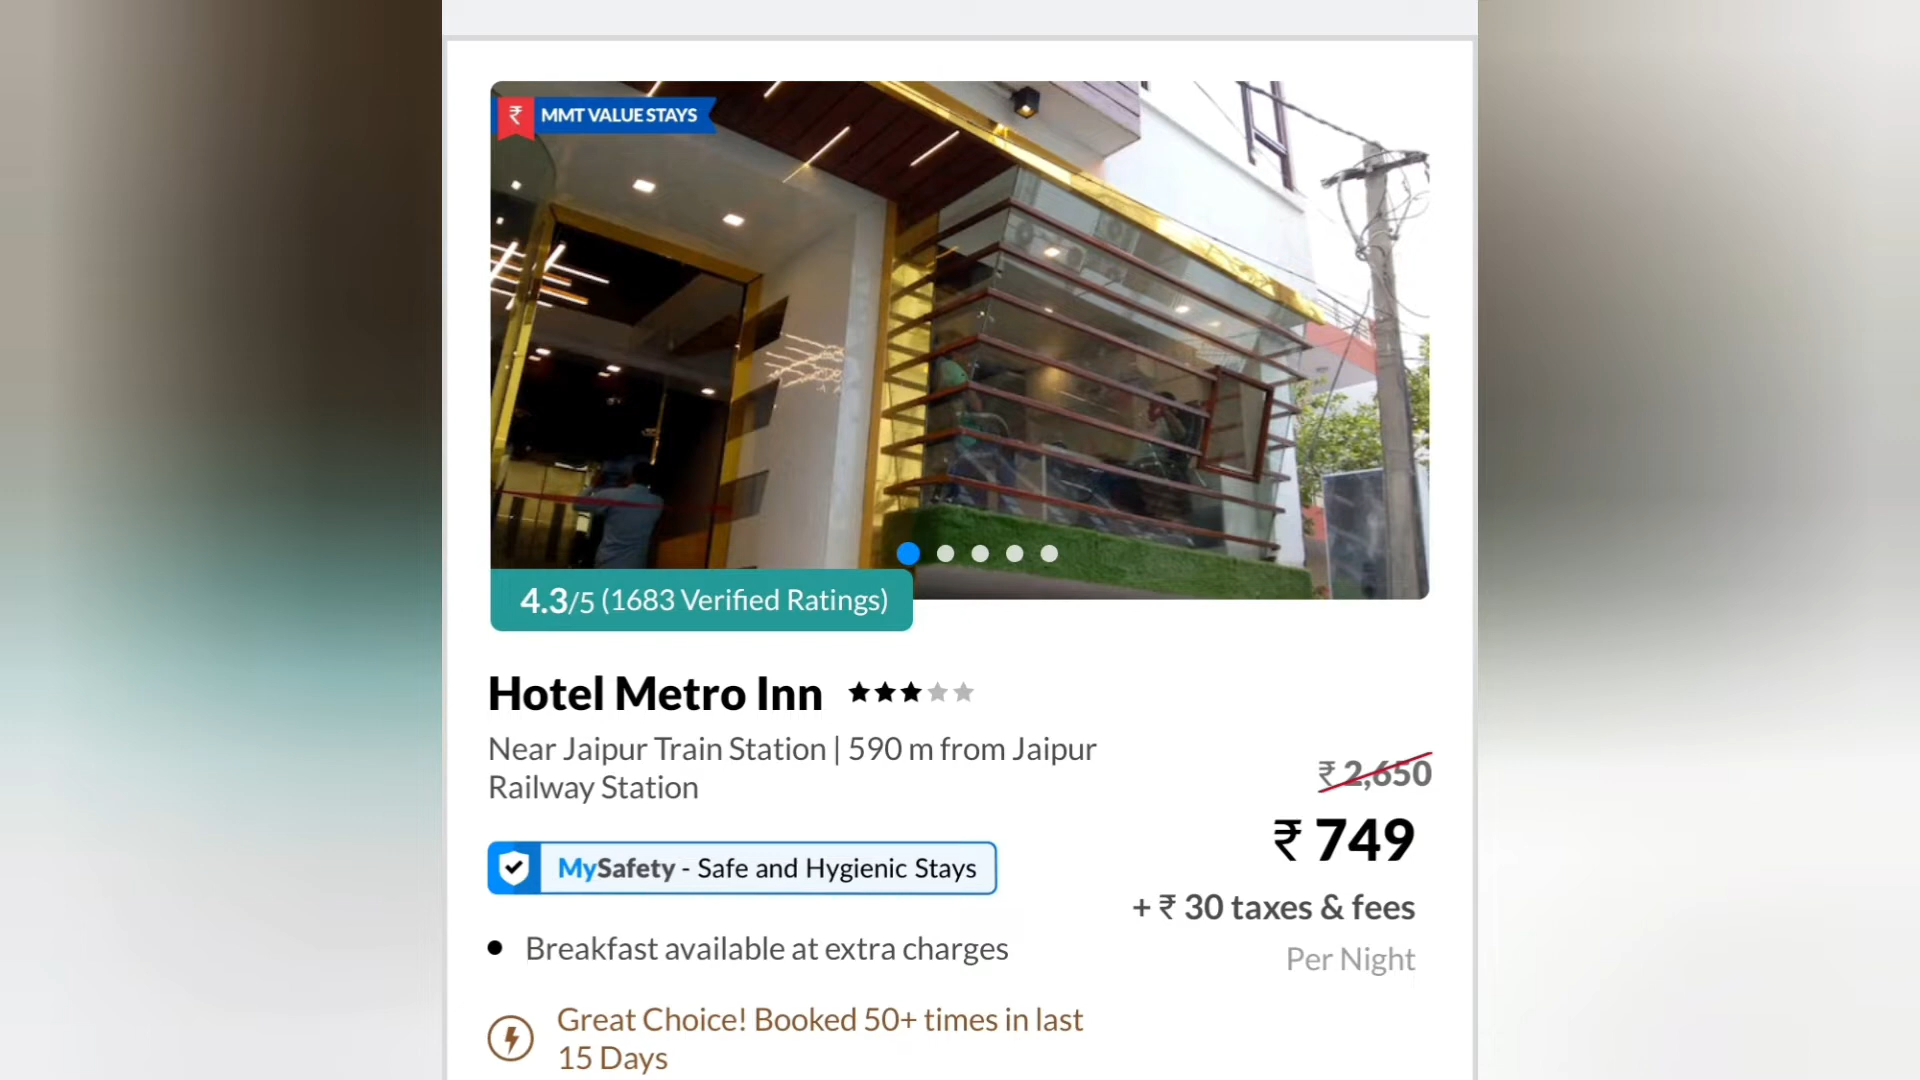 ₹ MMT VALUE STAYS
4.3/5 (1683 Verified Ratings)
Hotel Metro Inn
Near Jaipur Train Station | 590 m from Jaipur
Railway Station
₹ 2,650
₹ 749
+ ₹ 30 taxes & fees
Per Night
MySafety - Safe and Hygienic Stays
Breakfast available at extra charges
Great Choice! Booked 50+ times in last
15 Days